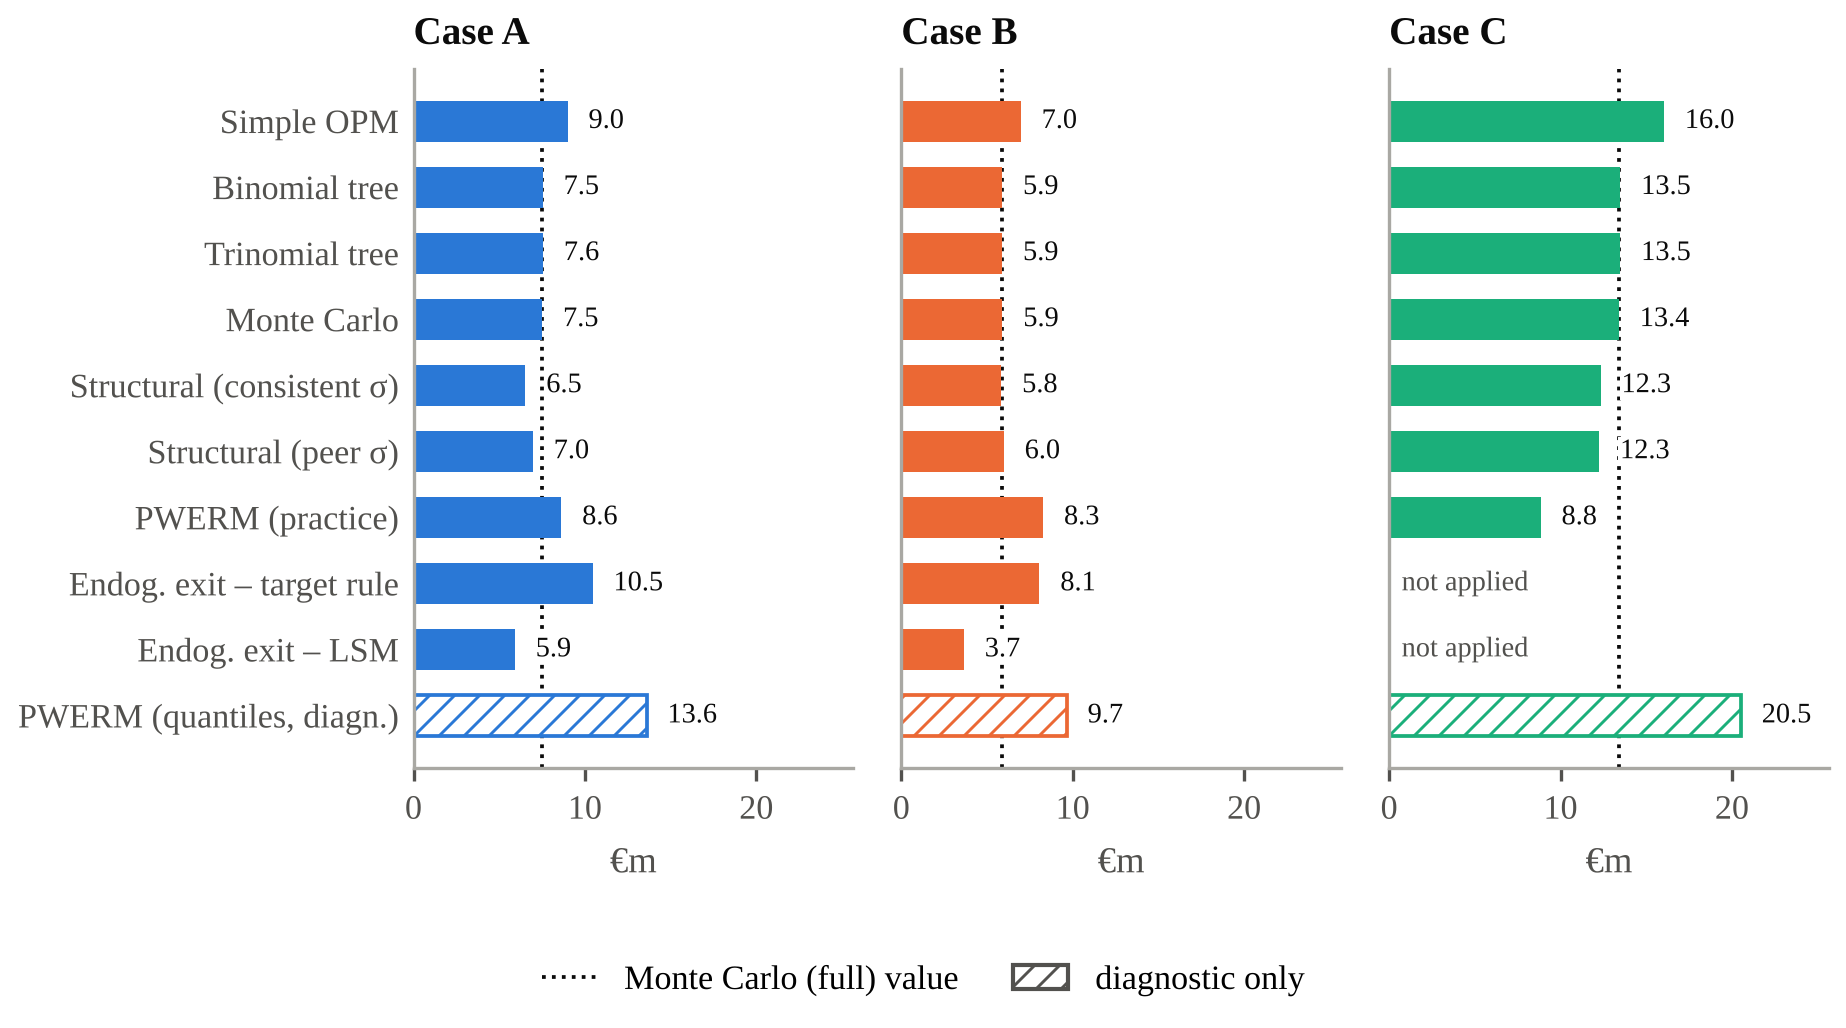 Case A Case B Case C
Simple OPM 9.0 7.0 16.0
Binomial tree 7.5 5.9 13.5
Trinomial tree 7.6 5.9 13.5
Monte Carlo 7.5 5.9 13.4
Structural (consistent σ) 6.5 5.8 12.3
Structural (peer σ) 7.0 6.0 12.3
PWERM (practice) 8.6 8.3 8.8
Endog. exit – target rule 10.5 8.1 not applied
Endog. exit – LSM 5.9 3.7 not applied
PWERM (quantiles, diagn.) 13.6 9.7 20.5
0 10 20 0 10 20 0 10 20
€m €m €m
Monte Carlo (full) value diagnostic only